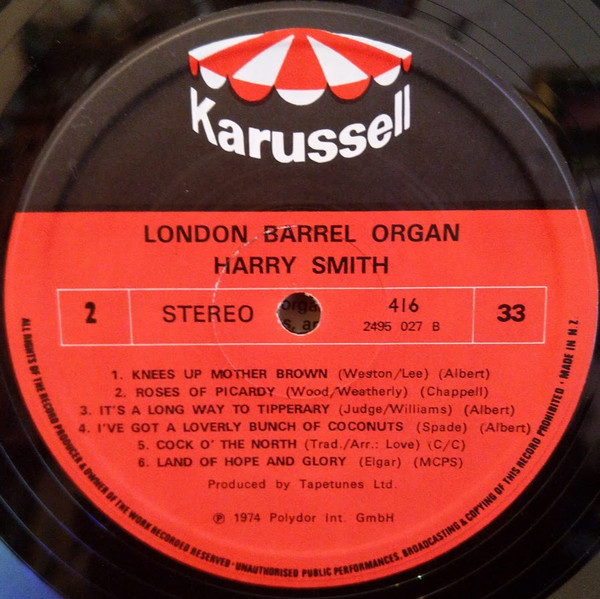 Karussell
LONDON BARREL ORGAN
HARRY SMITH
2 STEREO 416 33
2495 027 B
1. KNEES UP MOTHER BROWN (Weston/Lee) (Albert)
2. ROSES OF PICARDY (Wood/Weatherly) (Chappell)
3. IT'S A LONG WAY TO TIPPERARY (Judge/Williams) (Albert)
4. I'VE GOT A LOVERLY BUNCH OF COCONUTS (Spade) (Albert)
5. COCK O' THE NORTH (Trad./Arr.: Love) (C/C)
6. LAND OF HOPE AND GLORY (Elgar) (MCPS)
Produced by Tapetunes Ltd.
℗ 1974 Polydor Int. GmbH
ALL RIGHTS OF THE RECORD PRODUCER & OWNER OF THE WORK RECORDED RESERVED · UNAUTHORISED PUBLIC PERFORMANCES, BROADCASTING & COPYING OF THIS RECORD PROHIBITED · MADE IN N.Z.